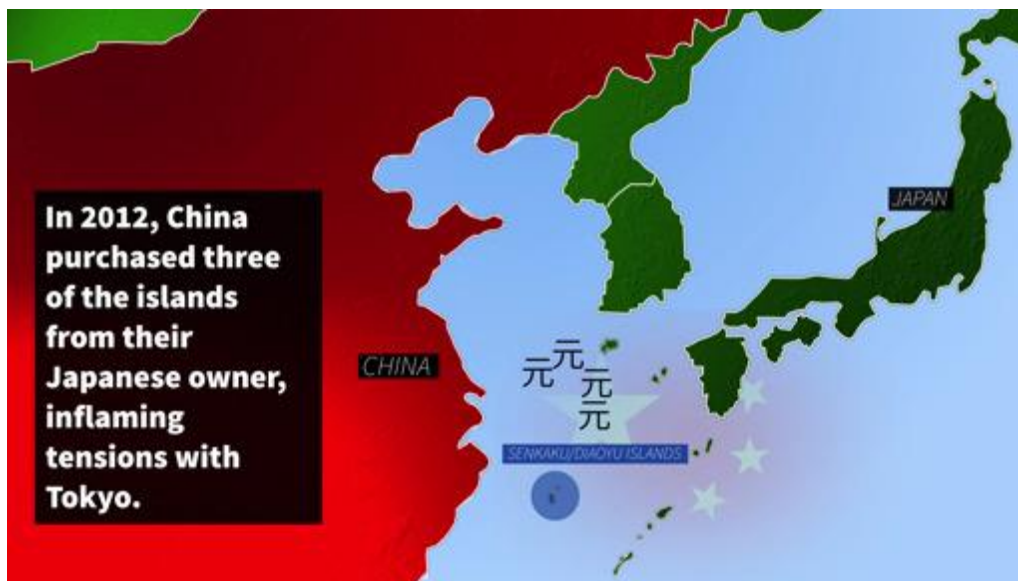 In 2012, China
purchased three
of the islands
from their
Japanese owner,
inflaming
tensions with
Tokyo.
JAPAN
CHINA
元
元
元
元
SENKAKU/DIAOYU ISLANDS